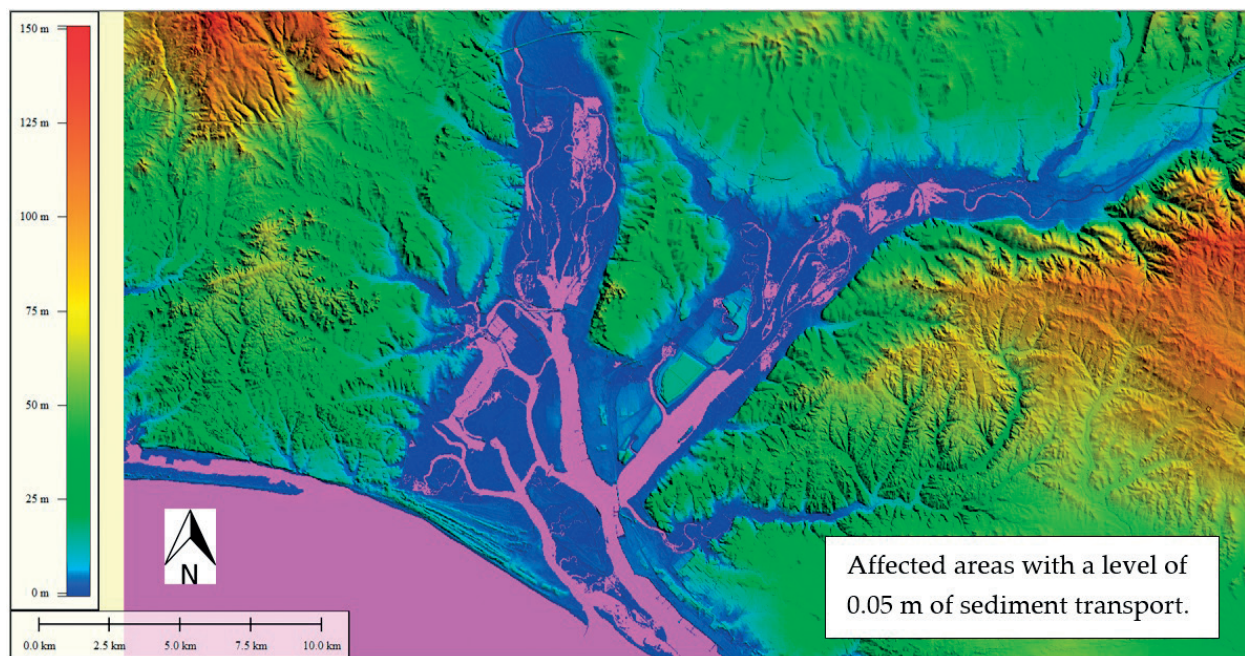 150 m
125 m
100 m
75 m
50 m
25 m
0 m
N
0.0 km 2.5 km 5.0 km 7.5 km 10.0 km
Affected areas with a level of
0.05 m of sediment transport.